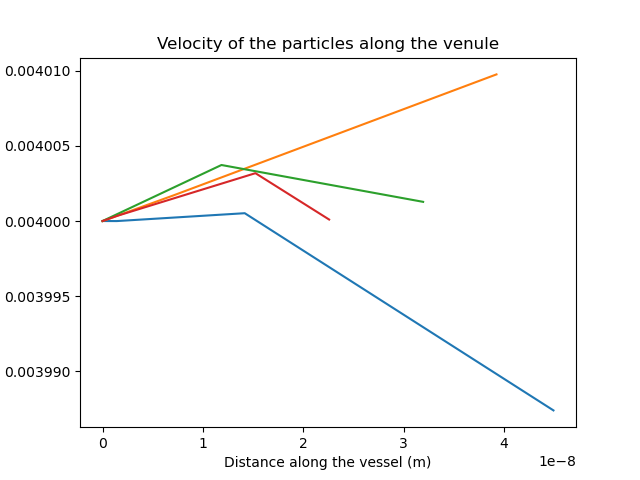 Velocity of the particles along the venule
0.004010
0.004005
0.004000
0.003995
0.003990
0 1 2 3 4
1e−8
Distance along the vessel (m)